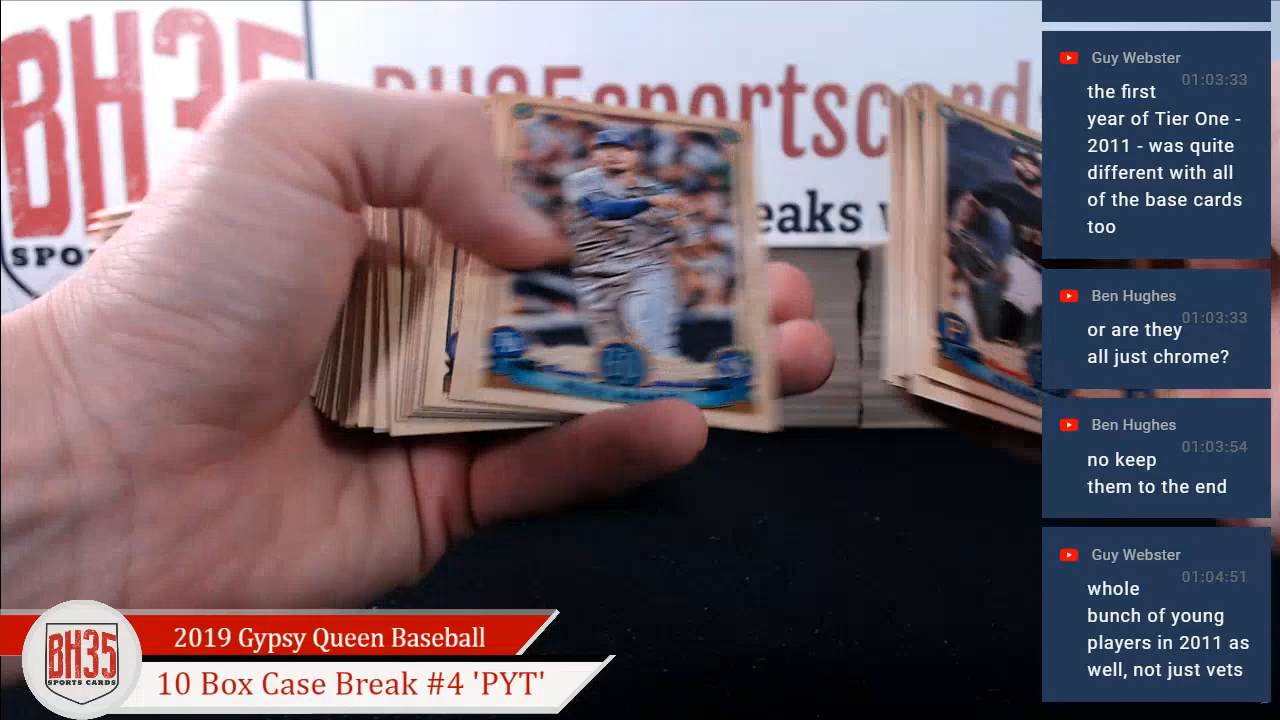 BH35
SPO
BH35sportscard
eaks
Guy Webster
01:03:33
the first
year of Tier One -
2011 - was quite
different with all
of the base cards
too
Ben Hughes
01:03:33
or are they
all just chrome?
Ben Hughes
01:03:54
no keep
them to the end
Guy Webster
01:04:51
whole
bunch of young
players in 2011 as
well, not just vets
BH35
SPORTS CARDS
2019 Gypsy Queen Baseball
10 Box Case Break #4 'PYT'